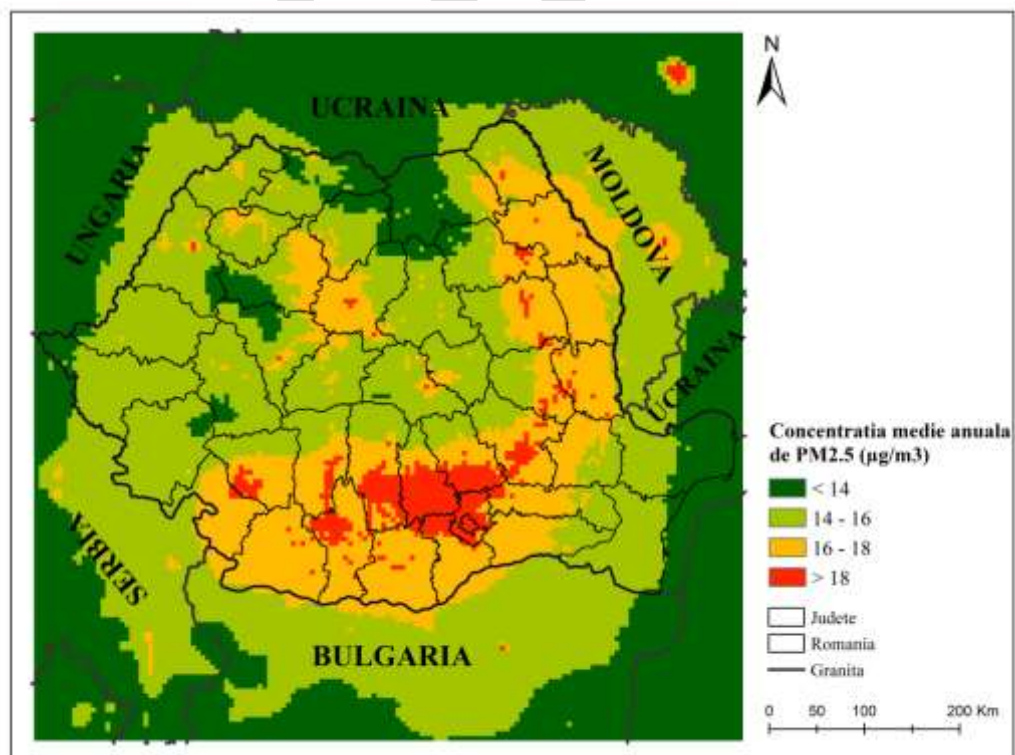 N
UCRAINA
UNGARIA
MOLDOVA
UCRAINA
SERBIA
BULGARIA
Concentratia medie anuala
de PM2.5 (µg/m3)
< 14
14 - 16
16 - 18
> 18
Judete
Romania
Granita
0 50 100 200 Km